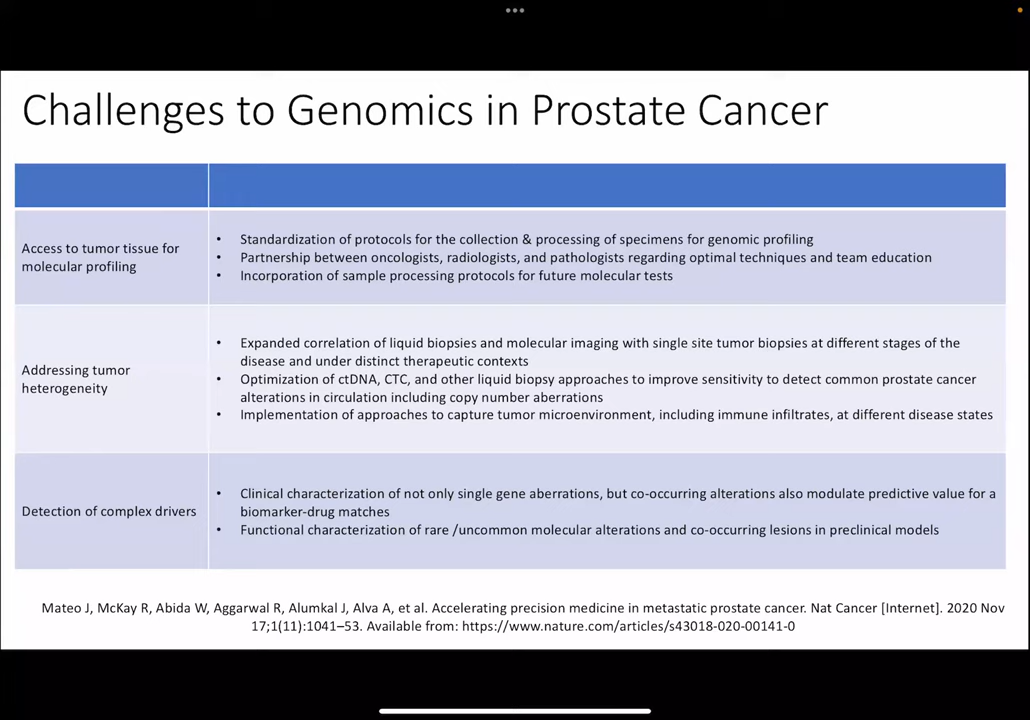 Challenges to Genomics in Prostate Cancer
Access to tumor tissue for
molecular profiling
• Standardization of protocols for the collection & processing of specimens for genomic profiling
• Partnership between oncologists, radiologists, and pathologists regarding optimal techniques and team education
• Incorporation of sample processing protocols for future molecular tests
Addressing tumor
heterogeneity
• Expanded correlation of liquid biopsies and molecular imaging with single site tumor biopsies at different stages of the
disease and under distinct therapeutic contexts
• Optimization of ctDNA, CTC, and other liquid biopsy approaches to improve sensitivity to detect common prostate cancer
alterations in circulation including copy number aberrations
• Implementation of approaches to capture tumor microenvironment, including immune infiltrates, at different disease states
Detection of complex drivers
• Clinical characterization of not only single gene aberrations, but co-occurring alterations also modulate predictive value for a
biomarker-drug matches
• Functional characterization of rare /uncommon molecular alterations and co-occurring lesions in preclinical models
Mateo J, McKay R, Abida W, Aggarwal R, Alumkal J, Alva A, et al. Accelerating precision medicine in metastatic prostate cancer. Nat Cancer [Internet]. 2020 Nov
17;1(11):1041–53. Available from: https://www.nature.com/articles/s43018-020-00141-0